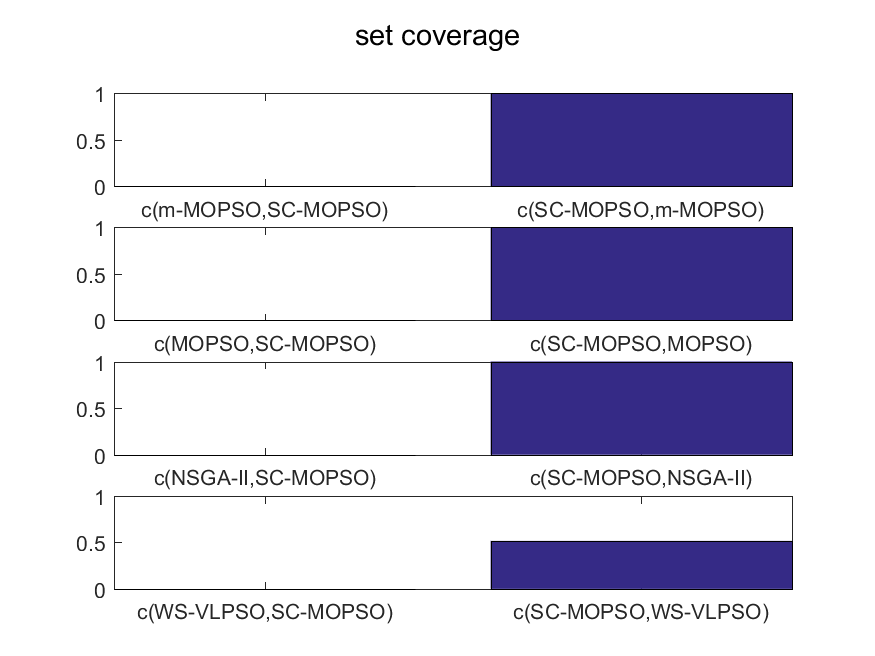 set coverage
1
0.5
0
c(m-MOPSO,SC-MOPSO) c(SC-MOPSO,m-MOPSO)
1
0.5
0
c(MOPSO,SC-MOPSO) c(SC-MOPSO,MOPSO)
1
0.5
0
c(NSGA-II,SC-MOPSO) c(SC-MOPSO,NSGA-II)
1
0.5
0
c(WS-VLPSO,SC-MOPSO) c(SC-MOPSO,WS-VLPSO)